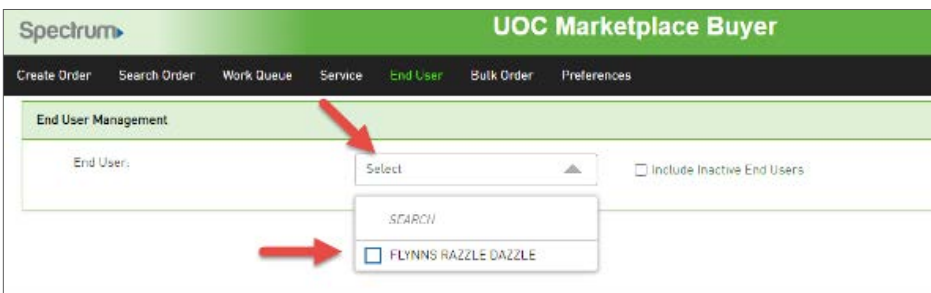 Spectrum
UOC Marketplace Buyer
Create Order Search Order Work Queue Service End User Bulk Order Preferences
End User Management
End User:
Select
Include Inactive End Users
SEARCH
FLYNNS RAZZLE DAZZLE